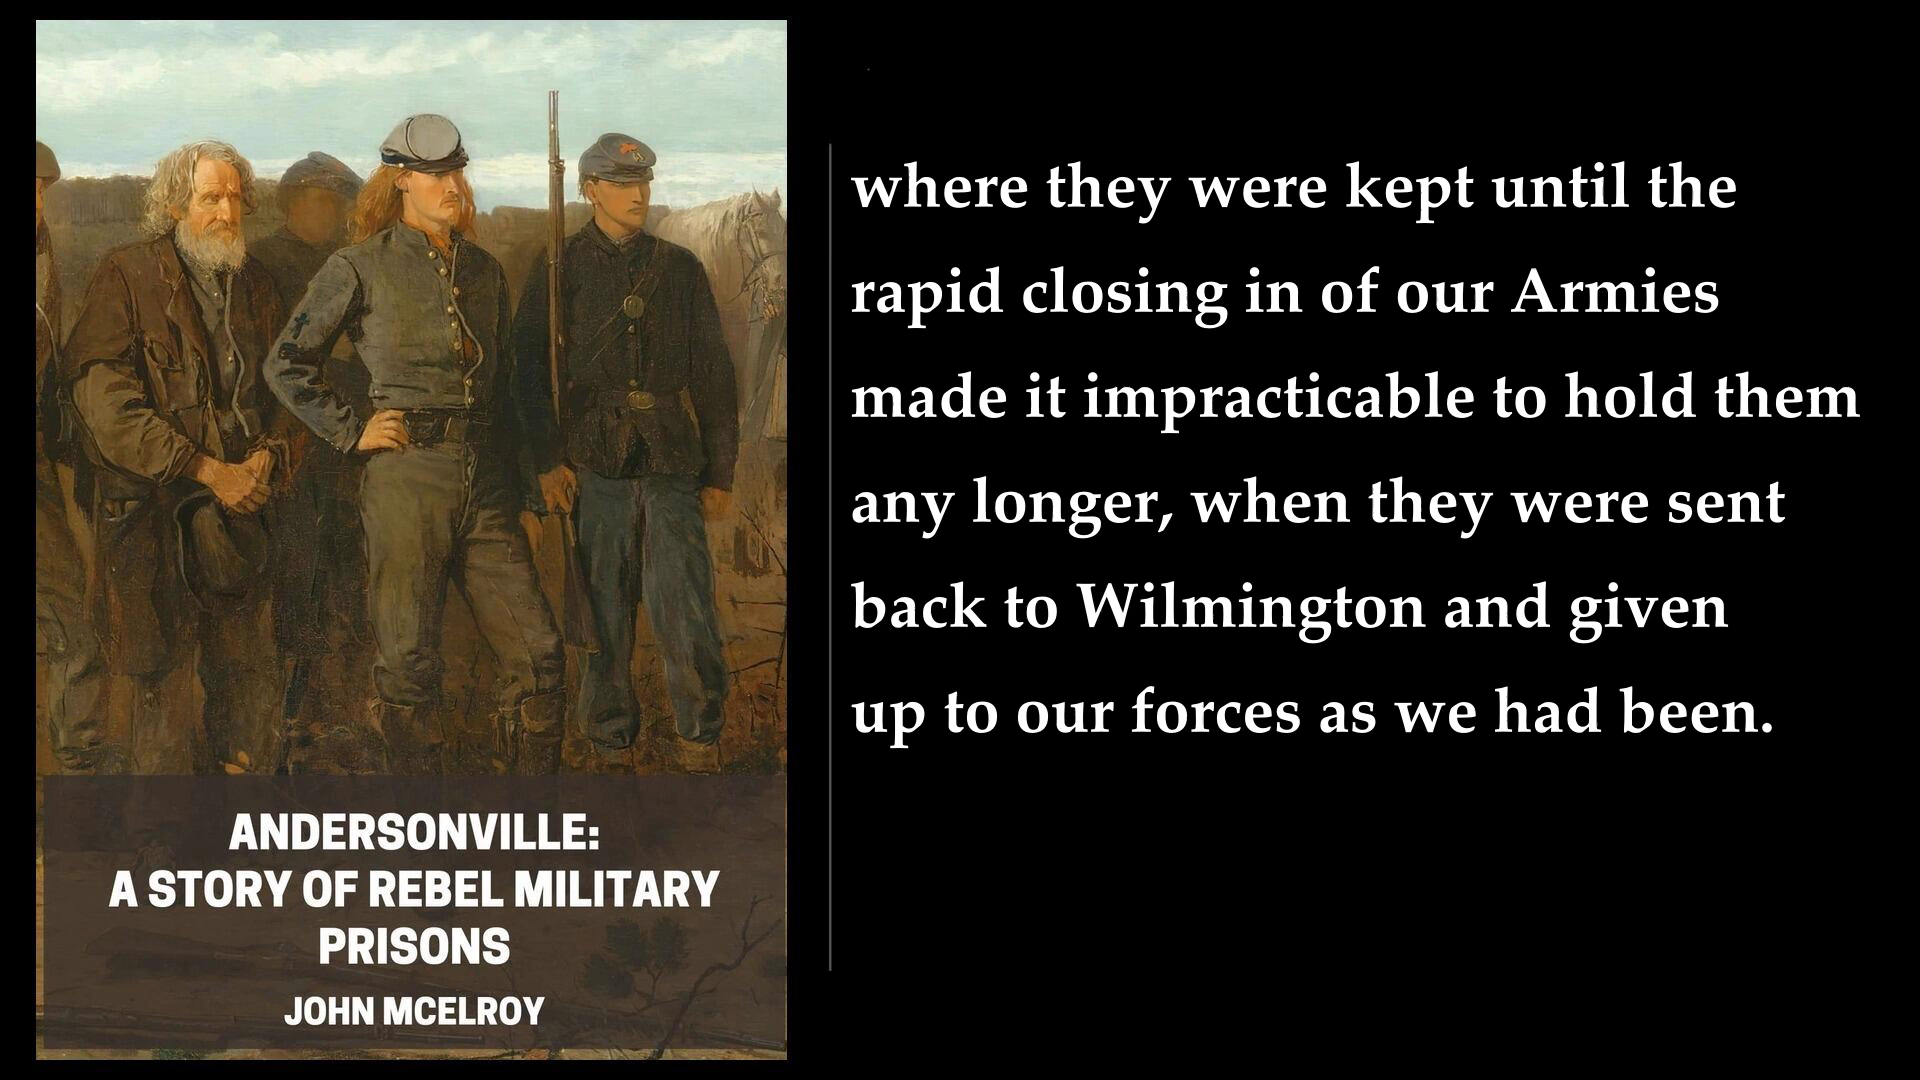 where they were kept until the
rapid closing in of our Armies
made it impracticable to hold them
any longer, when they were sent
back to Wilmington and given
up to our forces as we had been.
ANDERSONVILLE:
A STORY OF REBEL MILITARY
PRISONS
JOHN MCELROY